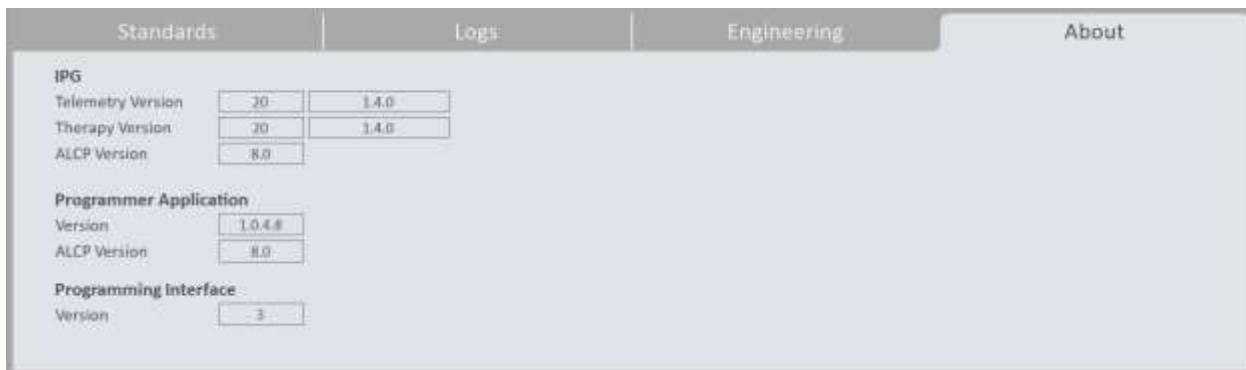 Standards Logs Engineering About
IPG
Telemetry Version 20 1.4.0
Therapy Version 20 1.4.0
ALCP Version 8.0
Programmer Application
Version 1.0.4.8
ALCP Version 8.0
Programming Interface
Version 3